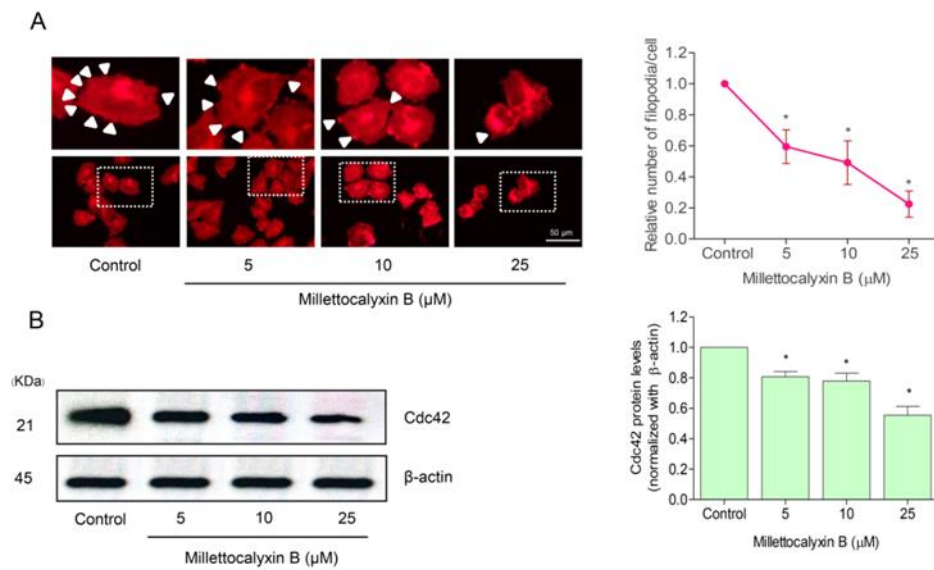 A
50 μm
Control
5
10
25
Millettocalyxin B (μM)
Relative number of filopodia/cell
1.2
1.0
0.8
0.6
0.4
0.2
0.0
*
*
*
Control
5
10
25
Millettocalyxin B (μM)
B
(KDa)
21
Cdc42
45
β-actin
Control
5
10
25
Millettocalyxin B (μM)
Cdc42 protein levels
(normalized with β-actin)
1.2
1.0
0.8
0.6
0.4
0.2
0.0
*
*
*
Control
5
10
25
Millettocalyxin B (μM)